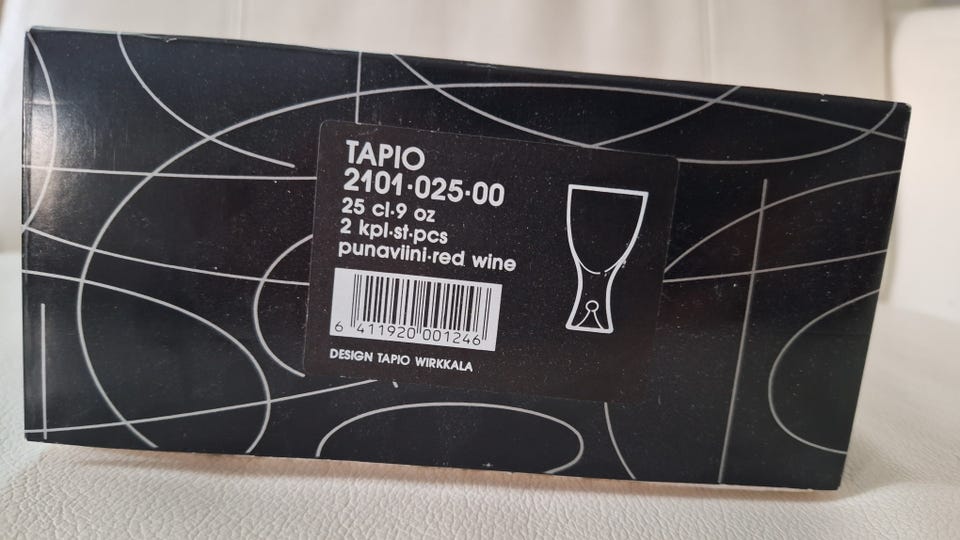 TAPIO
2101·025·00
25 cl·9 oz
2 kpl·st·pcs
punaviini·red wine
6 411920 001246
DESIGN TAPIO WIRKKALA